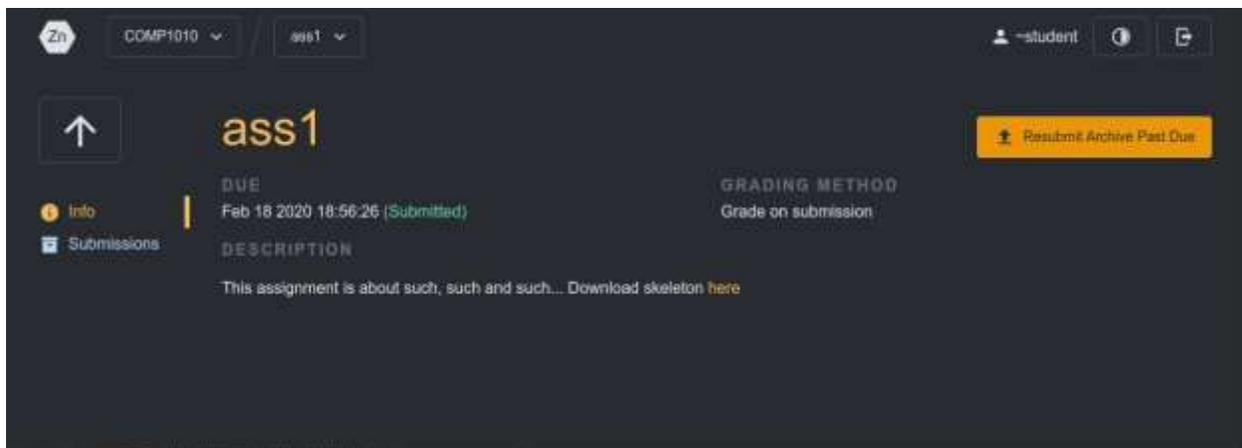 Zn COMP1010 / ass1 ~student
ass1
Resubmit Archive Past Due
DUE GRADING METHOD
Info Feb 18 2020 18:56:26 (Submitted) Grade on submission
Submissions DESCRIPTION
This assignment is about such, such and such... Download skeleton here